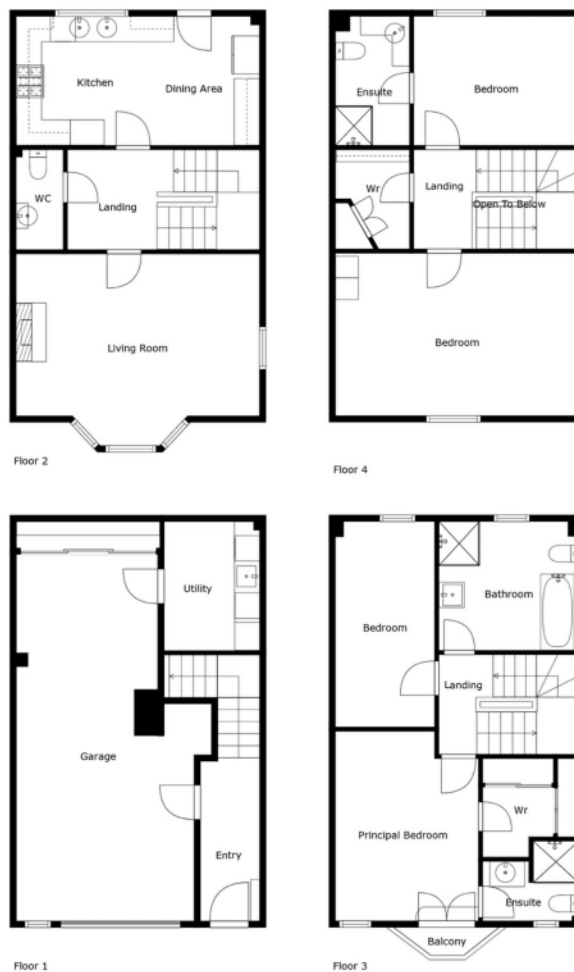 Kitchen
Dining Area
WC
Landing
Living Room
Floor 2
Ensuite
Bedroom
Wr
Landing
Open To Below
Bedroom
Floor 4
Utility
Garage
Entry
Floor 1
Bedroom
Bathroom
Landing
Principal Bedroom
Wr
Ensuite
Balcony
Floor 3